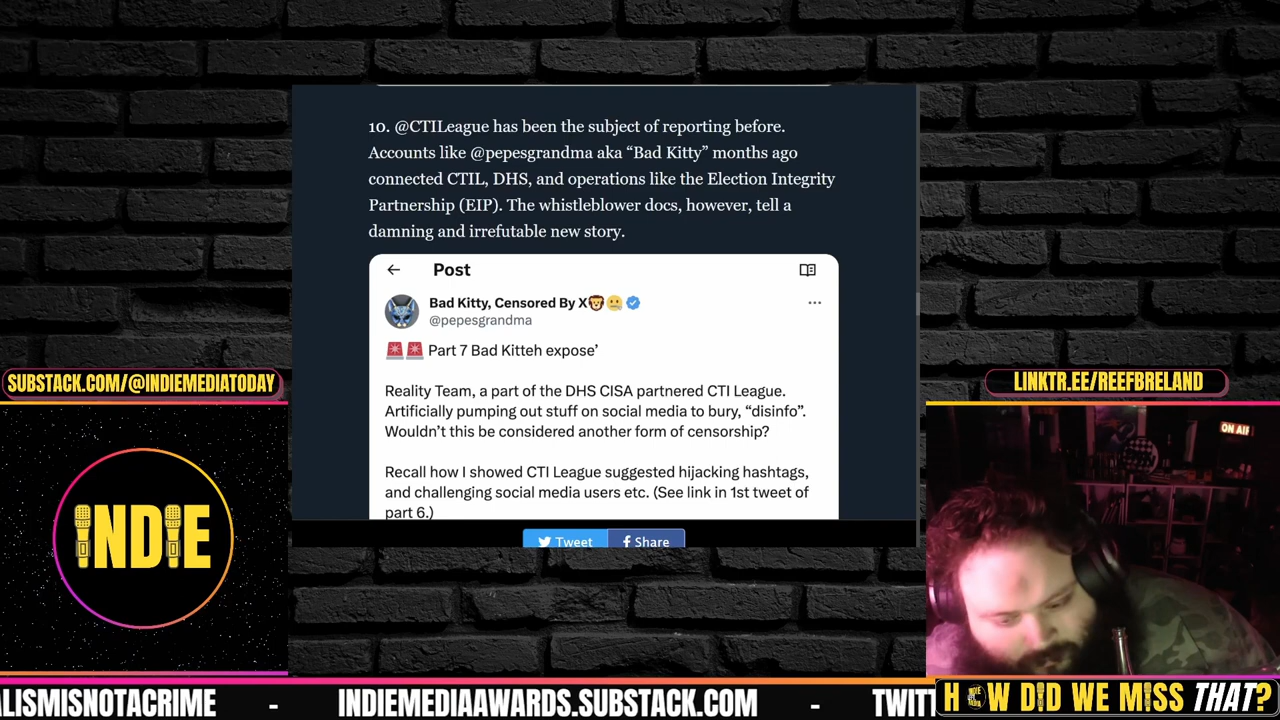 10. @CTILeague has been the subject of reporting before.
Accounts like @pepesgrandma aka “Bad Kitty” months ago
connected CTIL, DHS, and operations like the Election Integrity
Partnership (EIP). The whistleblower docs, however, tell a
damning and irrefutable new story.
Post
Bad Kitty, Censored By X
@pepesgrandma
Part 7 Bad Kitteh expose’
Reality Team, a part of the DHS CISA partnered CTI League.
Artificially pumping out stuff on social media to bury, “disinfo”.
Wouldn’t this be considered another form of censorship?
Recall how I showed CTI League suggested hijacking hashtags,
and challenging social media users etc. (See link in 1st tweet of
part 6.)
Tweet
Share
SUBSTACK.COM/@INDIEMEDIATODAY
INDIE
LINKTR.EE/REEFBRELAND
ON AIR
ALISMISNOTACRIME - INDIEMEDIAAWARDS.SUBSTACK.COM - TWITT
HOW DID WE MISS THAT?